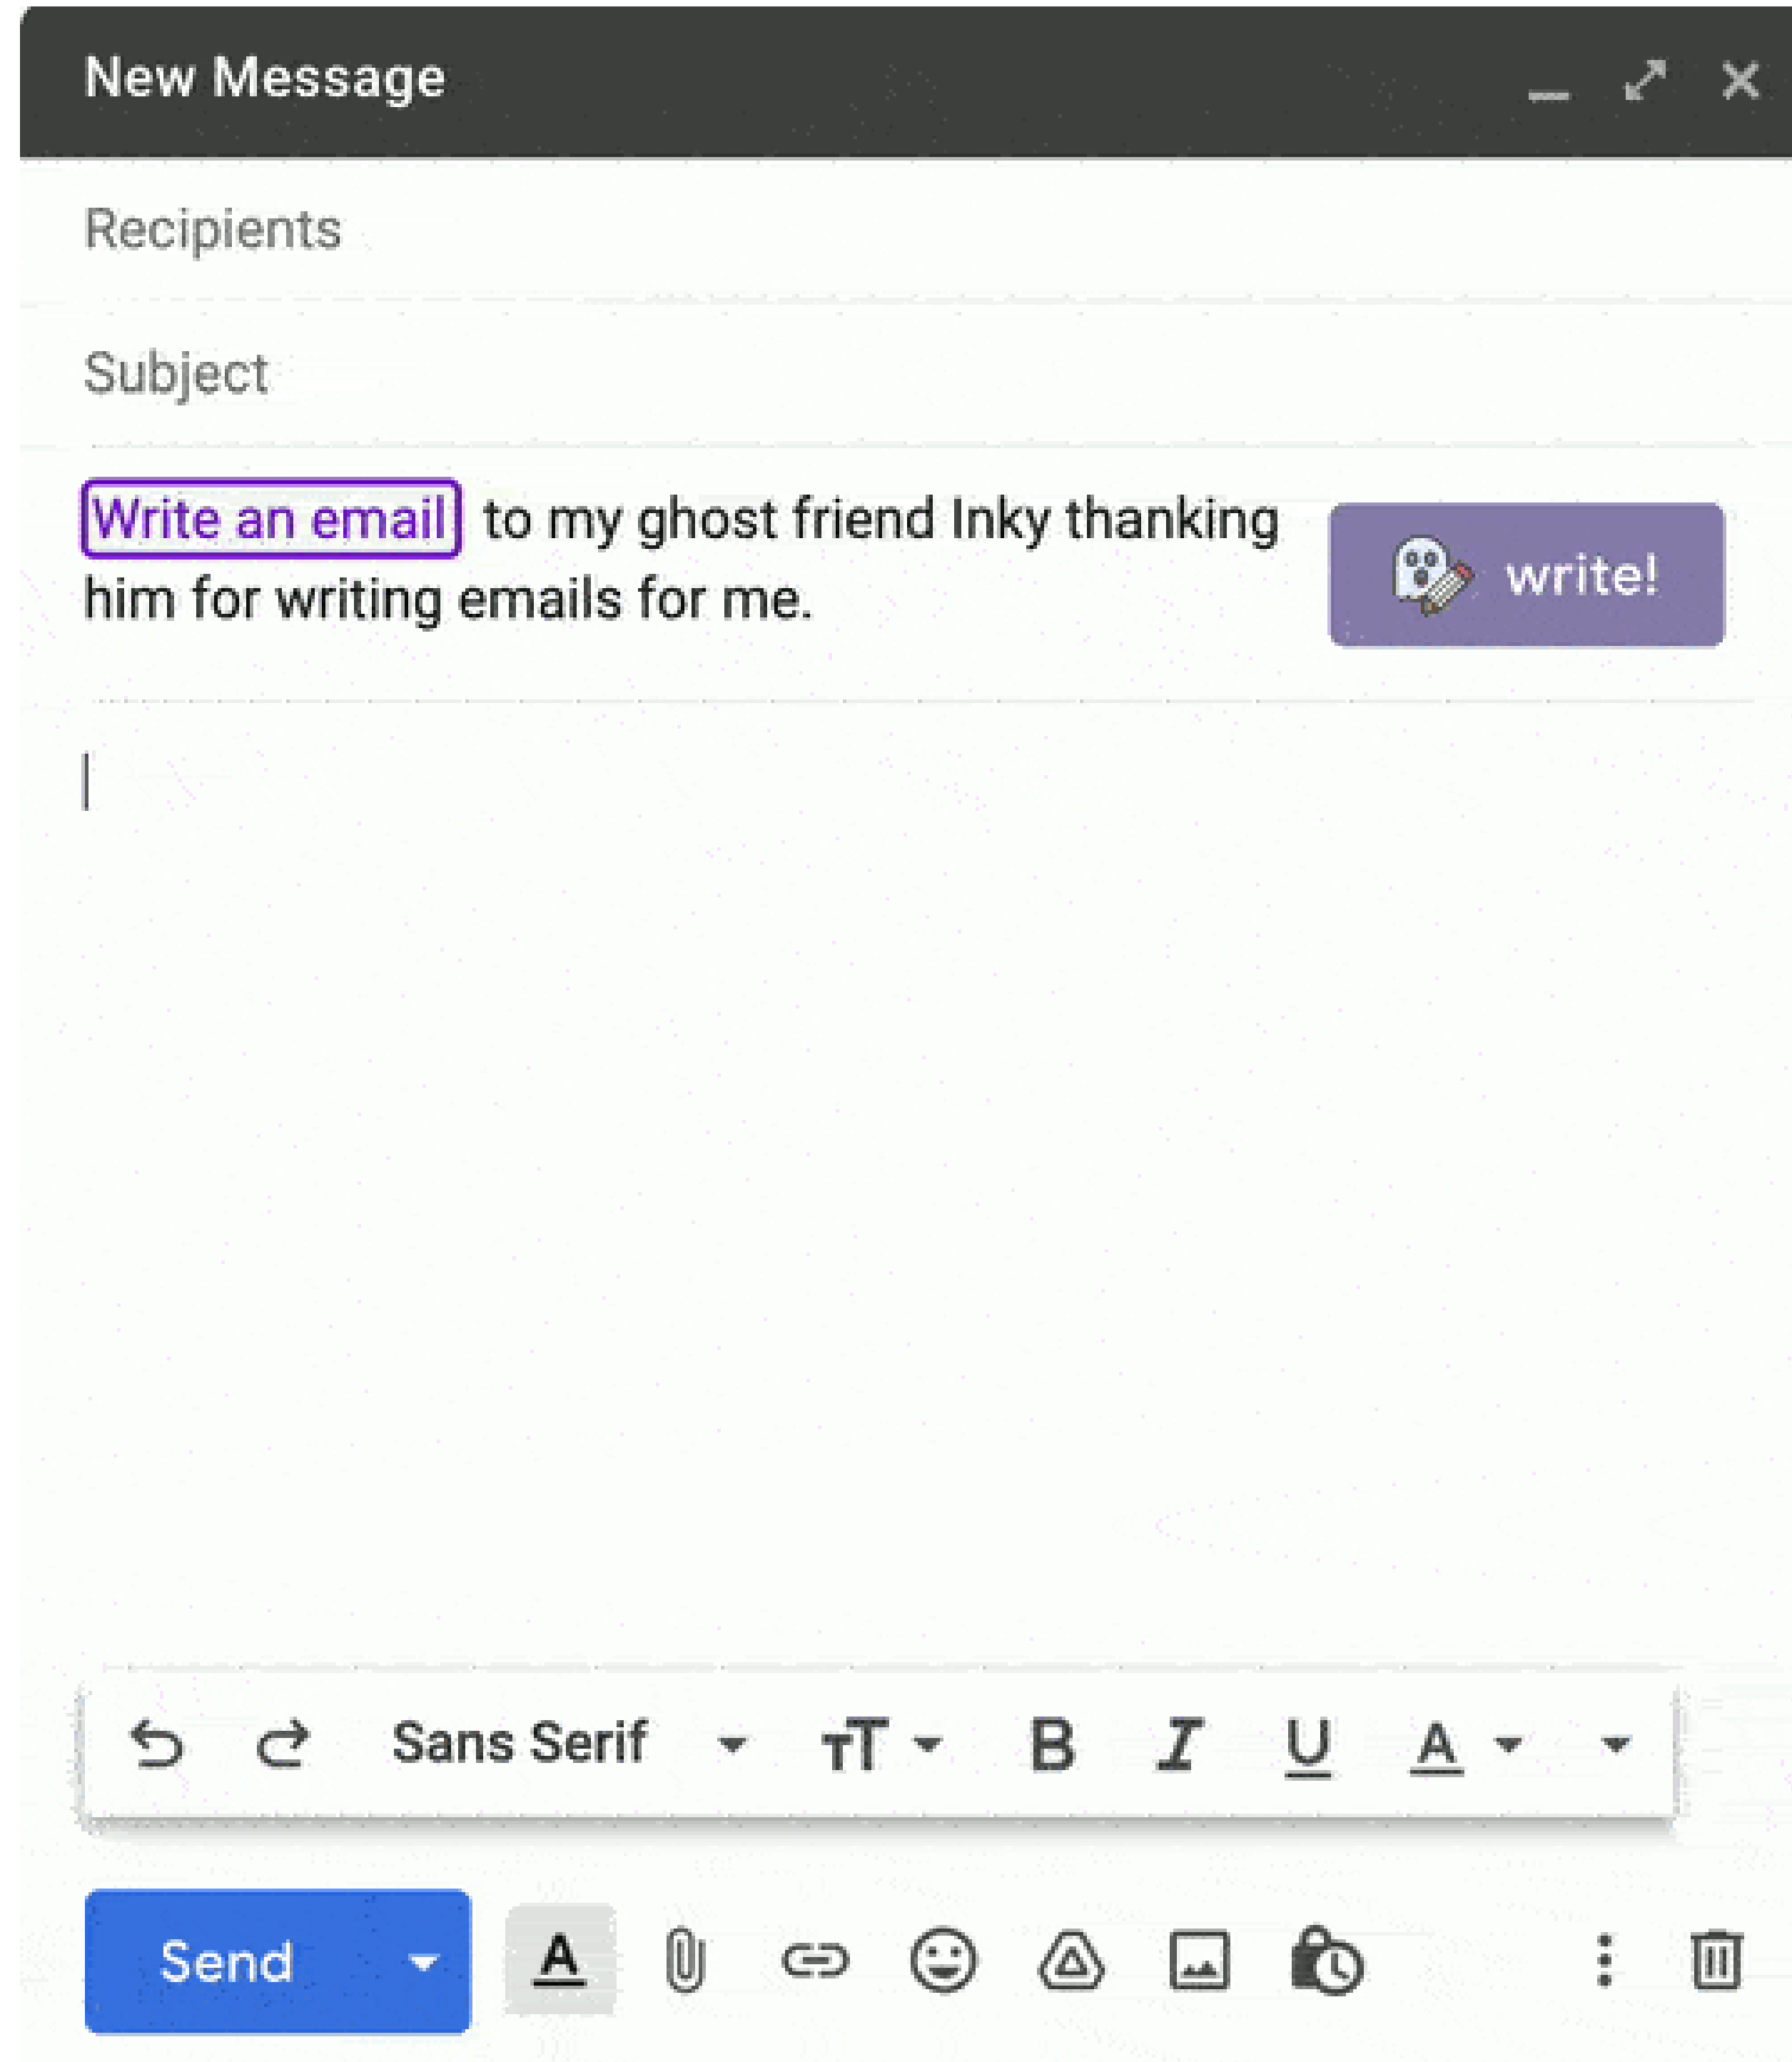 New Message
Recipients
Subject
Write an email to my ghost friend Inky thanking
him for writing emails for me.
write!
Sans Serif
Send